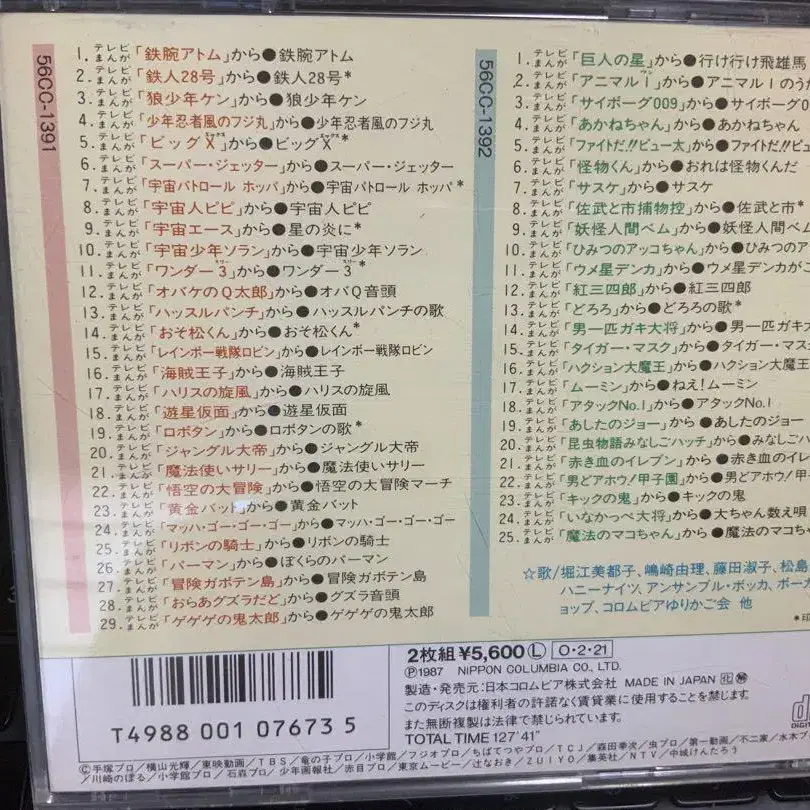 56CC-1391
1. テレビまんが「鉄腕アトム」から●鉄腕アトム
2. テレビまんが「鉄人28号」から●鉄人28号*
3. テレビまんが「狼少年ケン」から●狼少年ケン
4. テレビまんが「少年忍者風のフジ丸」から●少年忍者風のフジ丸
5. テレビまんが「ビッグX」から●ビッグX*
6. テレビまんが「スーパー・ジェッター」から●スーパー・ジェッター
7. テレビまんが「宇宙パトロール ホッパ」から●宇宙パトロール ホッパ*
8. テレビまんが「宇宙人ピピ」から●宇宙人ピピ
9. テレビまんが「宇宙エース」から●星の炎に*
10. テレビまんが「宇宙少年ソラン」から●宇宙少年ソラン
11. テレビまんが「ワンダー3」から●ワンダー3*
12. テレビまんが「オバケのQ太郎」から●オバQ音頭
13. テレビまんが「ハッスルパンチ」から●ハッスルパンチの歌
14. テレビまんが「おそ松くん」から●おそ松くん*
15. テレビまんが「レインボー戦隊ロビン」から●レインボー戦隊ロビン
16. テレビまんが「海賊王子」から●海賊王子
17. テレビまんが「ハリスの旋風」から●ハリスの旋風
18. テレビまんが「遊星仮面」から●遊星仮面
19. テレビまんが「ロボタン」から●ロボタンの歌*
20. テレビまんが「ジャングル大帝」から●ジャングル大帝
21. テレビまんが「魔法使いサリー」から●魔法使いサリー
22. テレビまんが「悟空の大冒険」から●悟空の大冒険マーチ
23. テレビまんが「黄金バット」から●黄金バット
24. テレビまんが「マッハ・ゴー・ゴー・ゴー」から●マッハ・ゴー・ゴー・ゴー
25. テレビまんが「リボンの騎士」から●リボンの騎士
26. テレビまんが「パーマン」から●ぼくらのパーマン
27. テレビまんが「冒険ガボテン島」から●冒険ガボテン島
28. テレビまんが「おらあグズラだど」から●グズラ音頭
29. テレビまんが「ゲゲゲの鬼太郎」から●ゲゲゲの鬼太郎
56CC-1392
1. テレビまんが「巨人の星」から●行け行け飛雄馬
2. テレビまんが「アニマル1」から●アニマル1のうた
3. テレビまんが「サイボーグ009」から●サイボーグ0
4. テレビまんが「あかねちゃん」から●あかねちゃん
5. テレビまんが「ファイトだ!!ピュー太」から●ファイトだ!!ピュ
6. テレビまんが「怪物くん」から●おれは怪物くんだ
7. テレビまんが「サスケ」から●サスケ
8. テレビまんが「佐武と市捕物控」から●佐武と市*
9. テレビまんが「妖怪人間ベム」から●妖怪人間ベム
10. テレビまんが「ひみつのアッコちゃん」から●ひみつのア
11. テレビまんが「ウメ星デンカ」から●ウメ星デンカがこ
12. テレビまんが「紅三四郎」から●紅三四郎
13. テレビまんが「どろろ」から●どろろの歌*
14. テレビまんが「男一匹ガキ大将」から●男一匹ガキ
15. テレビまんが「タイガー・マスク」から●タイガー・マスク
16. テレビまんが「ハクション大魔王」から●ハクション大魔王
17. テレビまんが「ムーミン」から●ねえ!ムーミン
18. テレビまんが「アタックNo.1」から●アタックNo.1
19. テレビまんが「あしたのジョー」から●あしたのジョー
20. テレビまんが「昆虫物語みなしごハッチ」から●みなしごハ
21. テレビまんが「赤き血のイレブン」から●赤き血のイレ
22. テレビまんが「男どアホウ!甲子園」から●男どアホウ!甲子
23. テレビまんが「キックの鬼」から●キックの鬼
24. テレビまんが「いなかっぺ大将」から●大ちゃん数え唄
25. テレビまんが「魔法のマコちゃん」から●魔法のマコちゃ
☆歌/堀江美都子、嶋崎由理、藤田淑子、松島
ハニーナイツ、アンサンブル・ボッカ、ボーカ
ョップ、コロムビアゆりかご会 他
*印
2枚組¥5,600 Ⓛ O・2・21
Ⓟ1987 NIPPON COLUMBIA CO., LTD.
製造・発売元:日本コロムビア株式会社 MADE IN JAPAN
このディスクは権利者の許諾なく賃貸業に使用することを禁じます
また無断複製は法律で禁じられています。
TOTAL TIME 127'41"
T4988 001 07673 5
©手塚プロ/横山光輝/東映動画/TBS/竜の子プロ/小学館/フジオプロ/ちばてつやプロ/TCJ/森田拳次/虫プロ/第一動画/不二家/水木プ
川崎のぼる/小学館プロ/石森プロ/少年画報社/赤目プロ/東京ムービー/辻なおき/ZUIYO/集英社/NTV/中城けんたろう